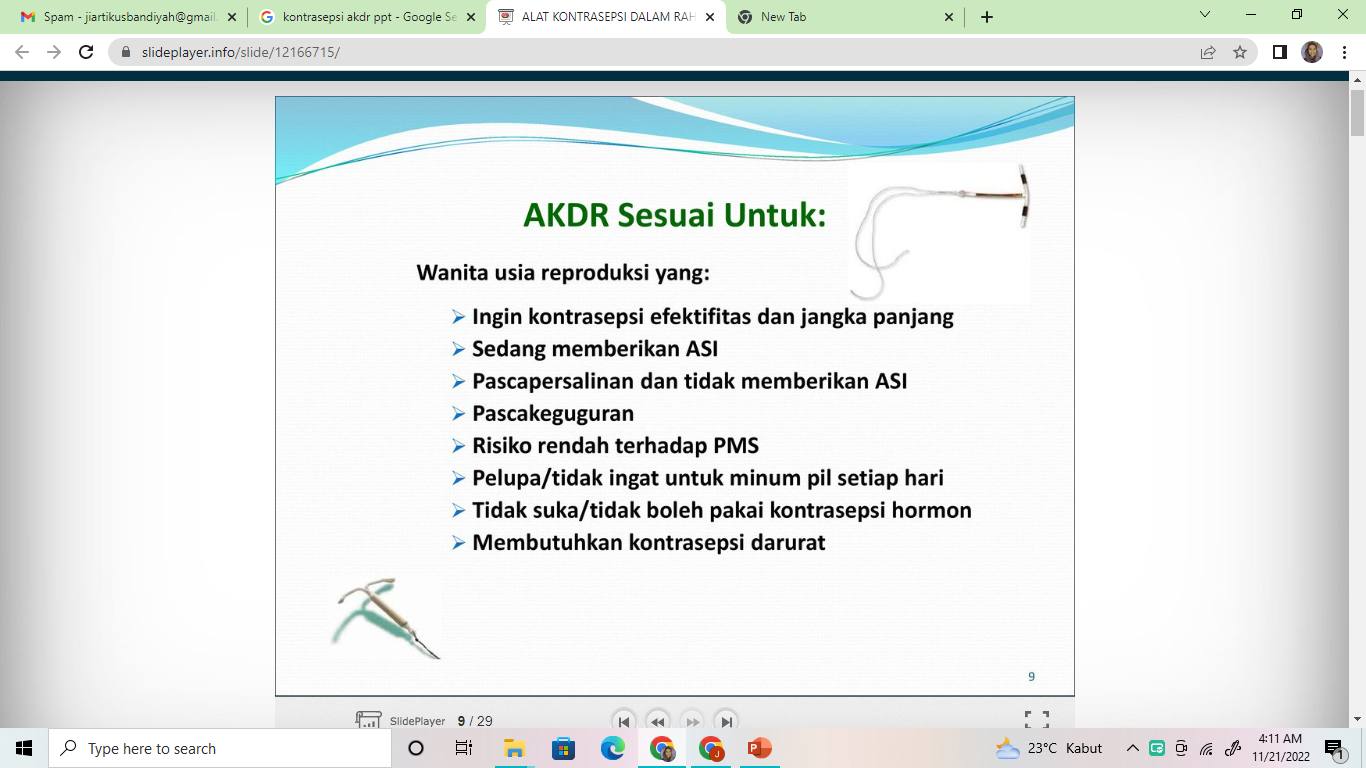 Spam - jiartikusbandiyah@gmail.
kontrasepsi akdr ppt - Google Se
ALAT KONTRASEPSI DALAM RAH
New Tab
slideplayer.info/slide/12166715/
AKDR Sesuai Untuk:
Wanita usia reproduksi yang:
Ingin kontrasepsi efektifitas dan jangka panjang
Sedang memberikan ASI
Pascapersalinan dan tidak memberikan ASI
Pascakeguguran
Risiko rendah terhadap PMS
Pelupa/tidak ingat untuk minum pil setiap hari
Tidak suka/tidak boleh pakai kontrasepsi hormon
Membutuhkan kontrasepsi darurat
9
SlidePlayer 9 / 29
Type here to search
23°C Kabut
4:11 AM
11/21/2022
1